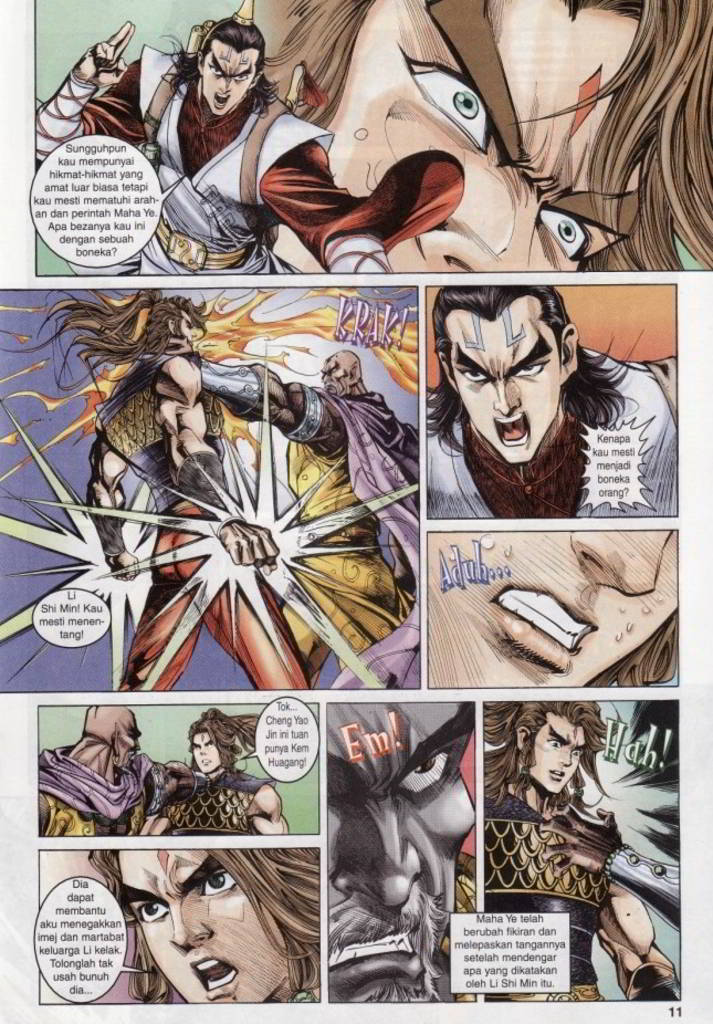 Sungguhpun
kau mempunyai
hikmat-hikmat yang
amat luar biasa tetapi
kau mesti mematuhi arah-
an dan perintah Maha Ye.
Apa bezanya kau ini
dengan sebuah
boneka?
KRAK!
Li
Shi Min! Kau
mesti menen-
tang!
Kenapa
kau mesti
menjadi
boneka
orang?
Aduh...
Tok...
Cheng Yao
Jin ini tuan
punya Kem
Huagang!
Dia
dapat
membantu
aku menegakkan
imej dan martabat
keluarga Li kelak.
Tolonglah tak
usah bunuh
dia...
Em!
Hah!
Maha Ye telah
berubah fikiran dan
melepaskan tangannya
setelah mendengar
apa yang dikatakan
oleh Li Shi Min itu.
11